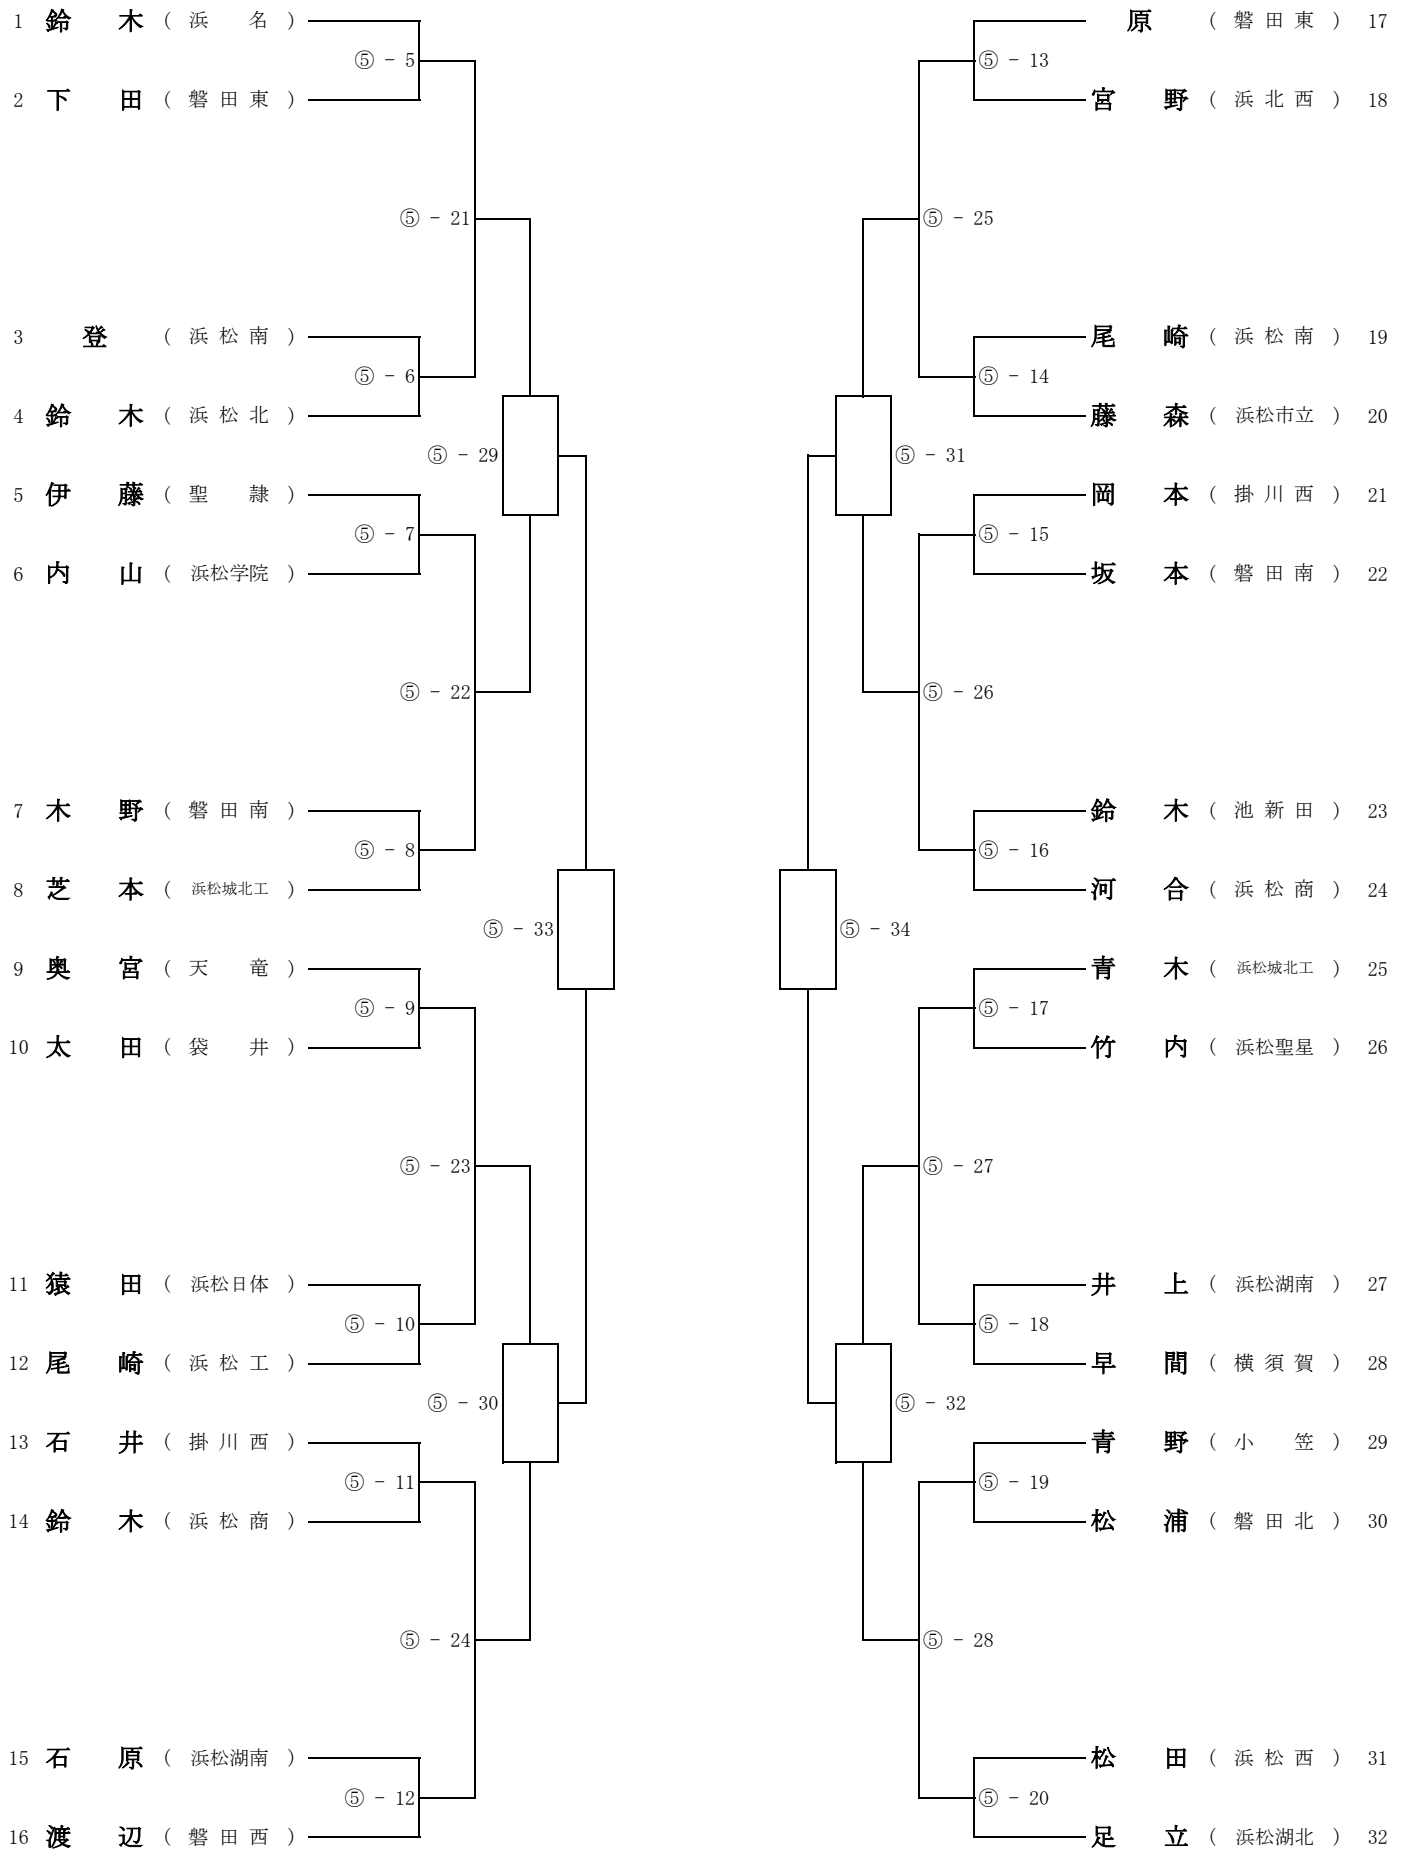 1 鈴木 ( 浜名 )
⑤ - 5
2 下田 ( 磐田東 )
⑤ - 21
3 登 ( 浜松南 )
⑤ - 6
4 鈴木 ( 浜松北 )
⑤ - 29
5 伊藤 ( 聖隷 )
⑤ - 7
6 内山 ( 浜松学院 )
⑤ - 22
7 木野 ( 磐田南 )
⑤ - 8
8 芝本 ( 浜松城北工 )
⑤ - 33
9 奥宮 ( 天竜 )
⑤ - 9
10 太田 ( 袋井 )
⑤ - 23
11 猿田 ( 浜松日体 )
⑤ - 10
12 尾崎 ( 浜松工 )
⑤ - 30
13 石井 ( 掛川西 )
⑤ - 11
14 鈴木 ( 浜松商 )
⑤ - 24
15 石原 ( 浜松湖南 )
⑤ - 12
16 渡辺 ( 磐田西 )
原 ( 磐田東 ) 17
⑤ - 13
宮野 ( 浜北西 ) 18
⑤ - 25
尾崎 ( 浜松南 ) 19
⑤ - 14
藤森 ( 浜松市立 ) 20
⑤ - 31
岡本 ( 掛川西 ) 21
⑤ - 15
坂本 ( 磐田南 ) 22
⑤ - 26
鈴木 ( 池新田 ) 23
⑤ - 16
河合 ( 浜松商 ) 24
⑤ - 34
青木 ( 浜松城北工 ) 25
⑤ - 17
竹内 ( 浜松聖星 ) 26
⑤ - 27
井上 ( 浜松湖南 ) 27
⑤ - 18
早間 ( 横須賀 ) 28
⑤ - 32
青野 ( 小笠 ) 29
⑤ - 19
松浦 ( 磐田北 ) 30
⑤ - 28
松田 ( 浜松西 ) 31
⑤ - 20
足立 ( 浜松湖北 ) 32